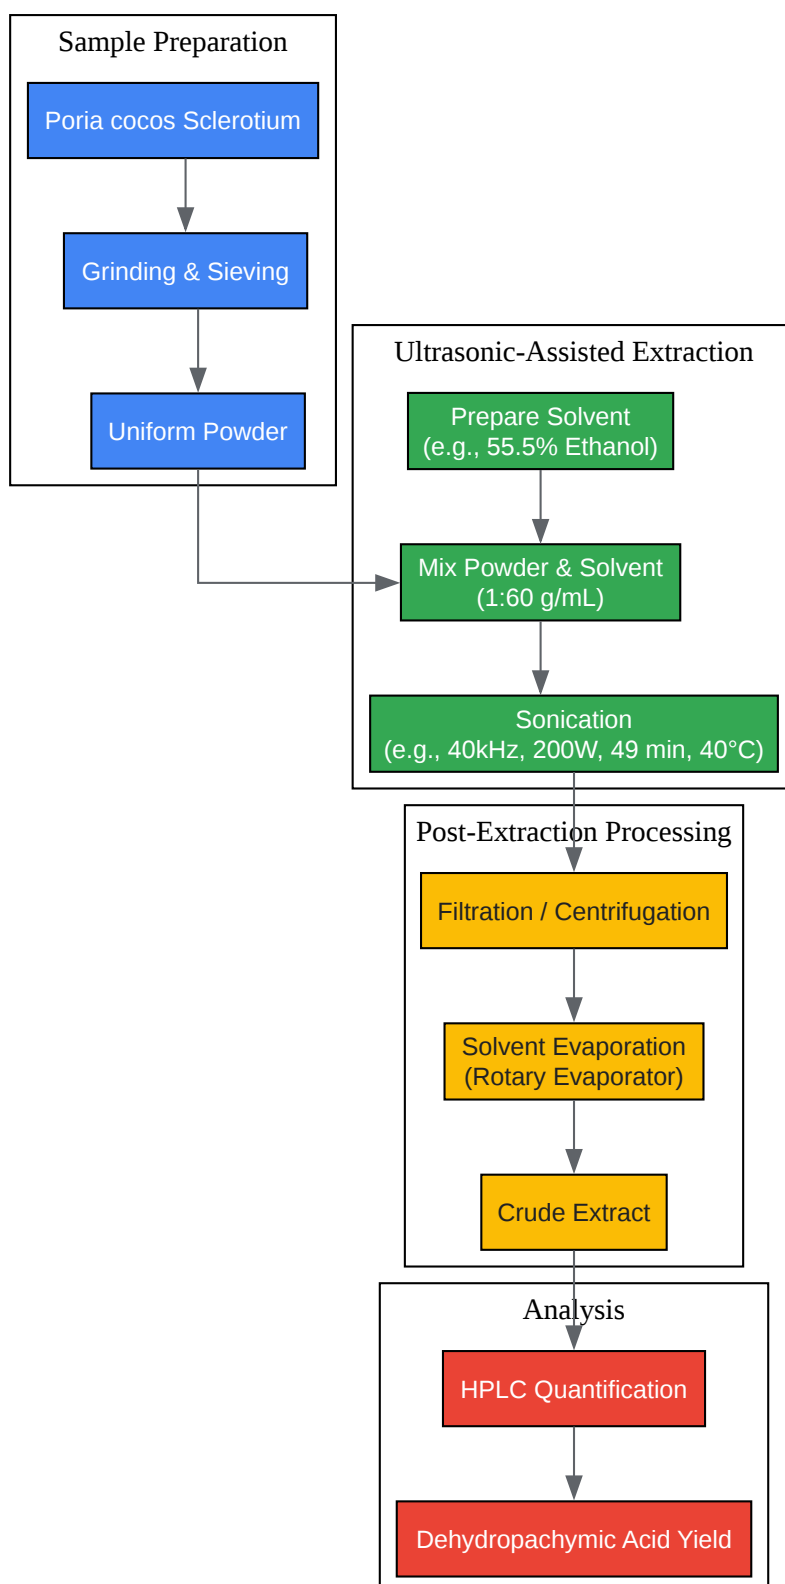 Sample Preparation
Poria cocos Sclerotium
Grinding & Sieving
Uniform Powder
Ultrasonic-Assisted Extraction
Prepare Solvent
(e.g., 55.5% Ethanol)
Mix Powder & Solvent
(1:60 g/mL)
Sonication
(e.g., 40kHz, 200W, 49 min, 40°C)
Post-Extraction Processing
Filtration / Centrifugation
Solvent Evaporation
(Rotary Evaporator)
Crude Extract
Analysis
HPLC Quantification
Dehydropachymic Acid Yield